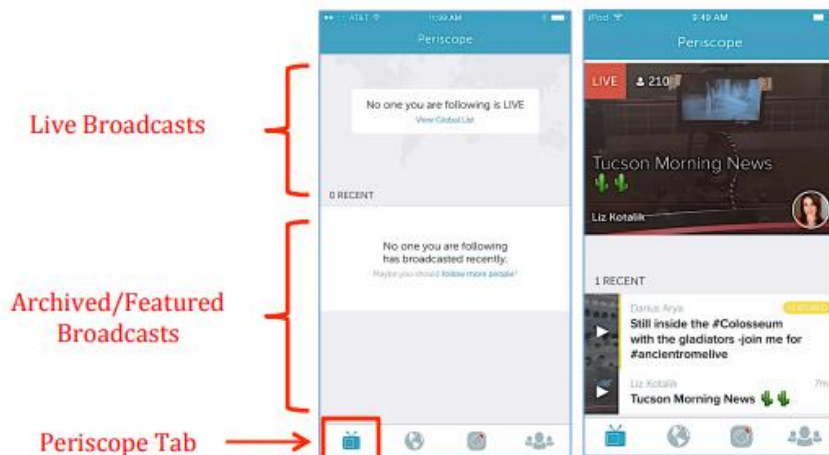 Live Broadcasts
Archived/Featured
Broadcasts
Periscope Tab
AT&T 11:00 AM
Periscope
No one you are following is LIVE
View Global List
0 RECENT
No one you are following
has broadcasted recently.
Maybe you should follow more people?
iPod 9:49 AM
Periscope
LIVE 210
Tucson Morning News
🌵🌵
Liz Kotalik
1 RECENT
Darius Arya FEATURED
Still inside the #Colosseum
with the gladiators -join me for
#ancientromelive
Liz Kotalik 7m
Tucson Morning News 🌵🌵